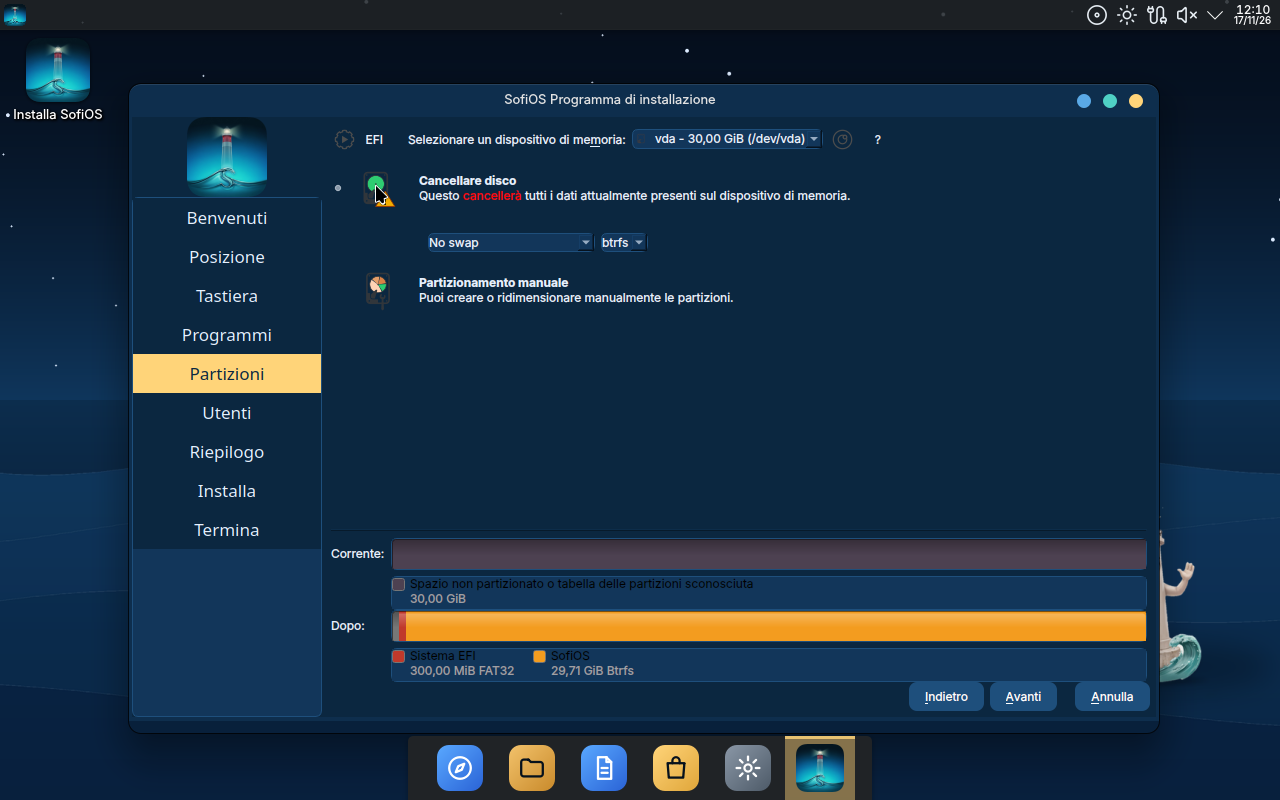 12:10
17/11/26
Installa SofiOS
SofiOS Programma di installazione
EFI
Selezionare un dispositivo di memoria:
vda - 30,00 GiB (/dev/vda)
?
Cancellare disco
Questo cancellerà tutti i dati attualmente presenti sul dispositivo di memoria.
No swap
btrfs
Partizionamento manuale
Puoi creare o ridimensionare manualmente le partizioni.
Benvenuti
Posizione
Tastiera
Programmi
Partizioni
Utenti
Riepilogo
Installa
Termina
Corrente:
Spazio non partizionato o tabella delle partizioni sconosciuta
30,00 GiB
Dopo:
Sistema EFI
300,00 MiB FAT32
SofiOS
29,71 GiB Btrfs
Indietro
Avanti
Annulla